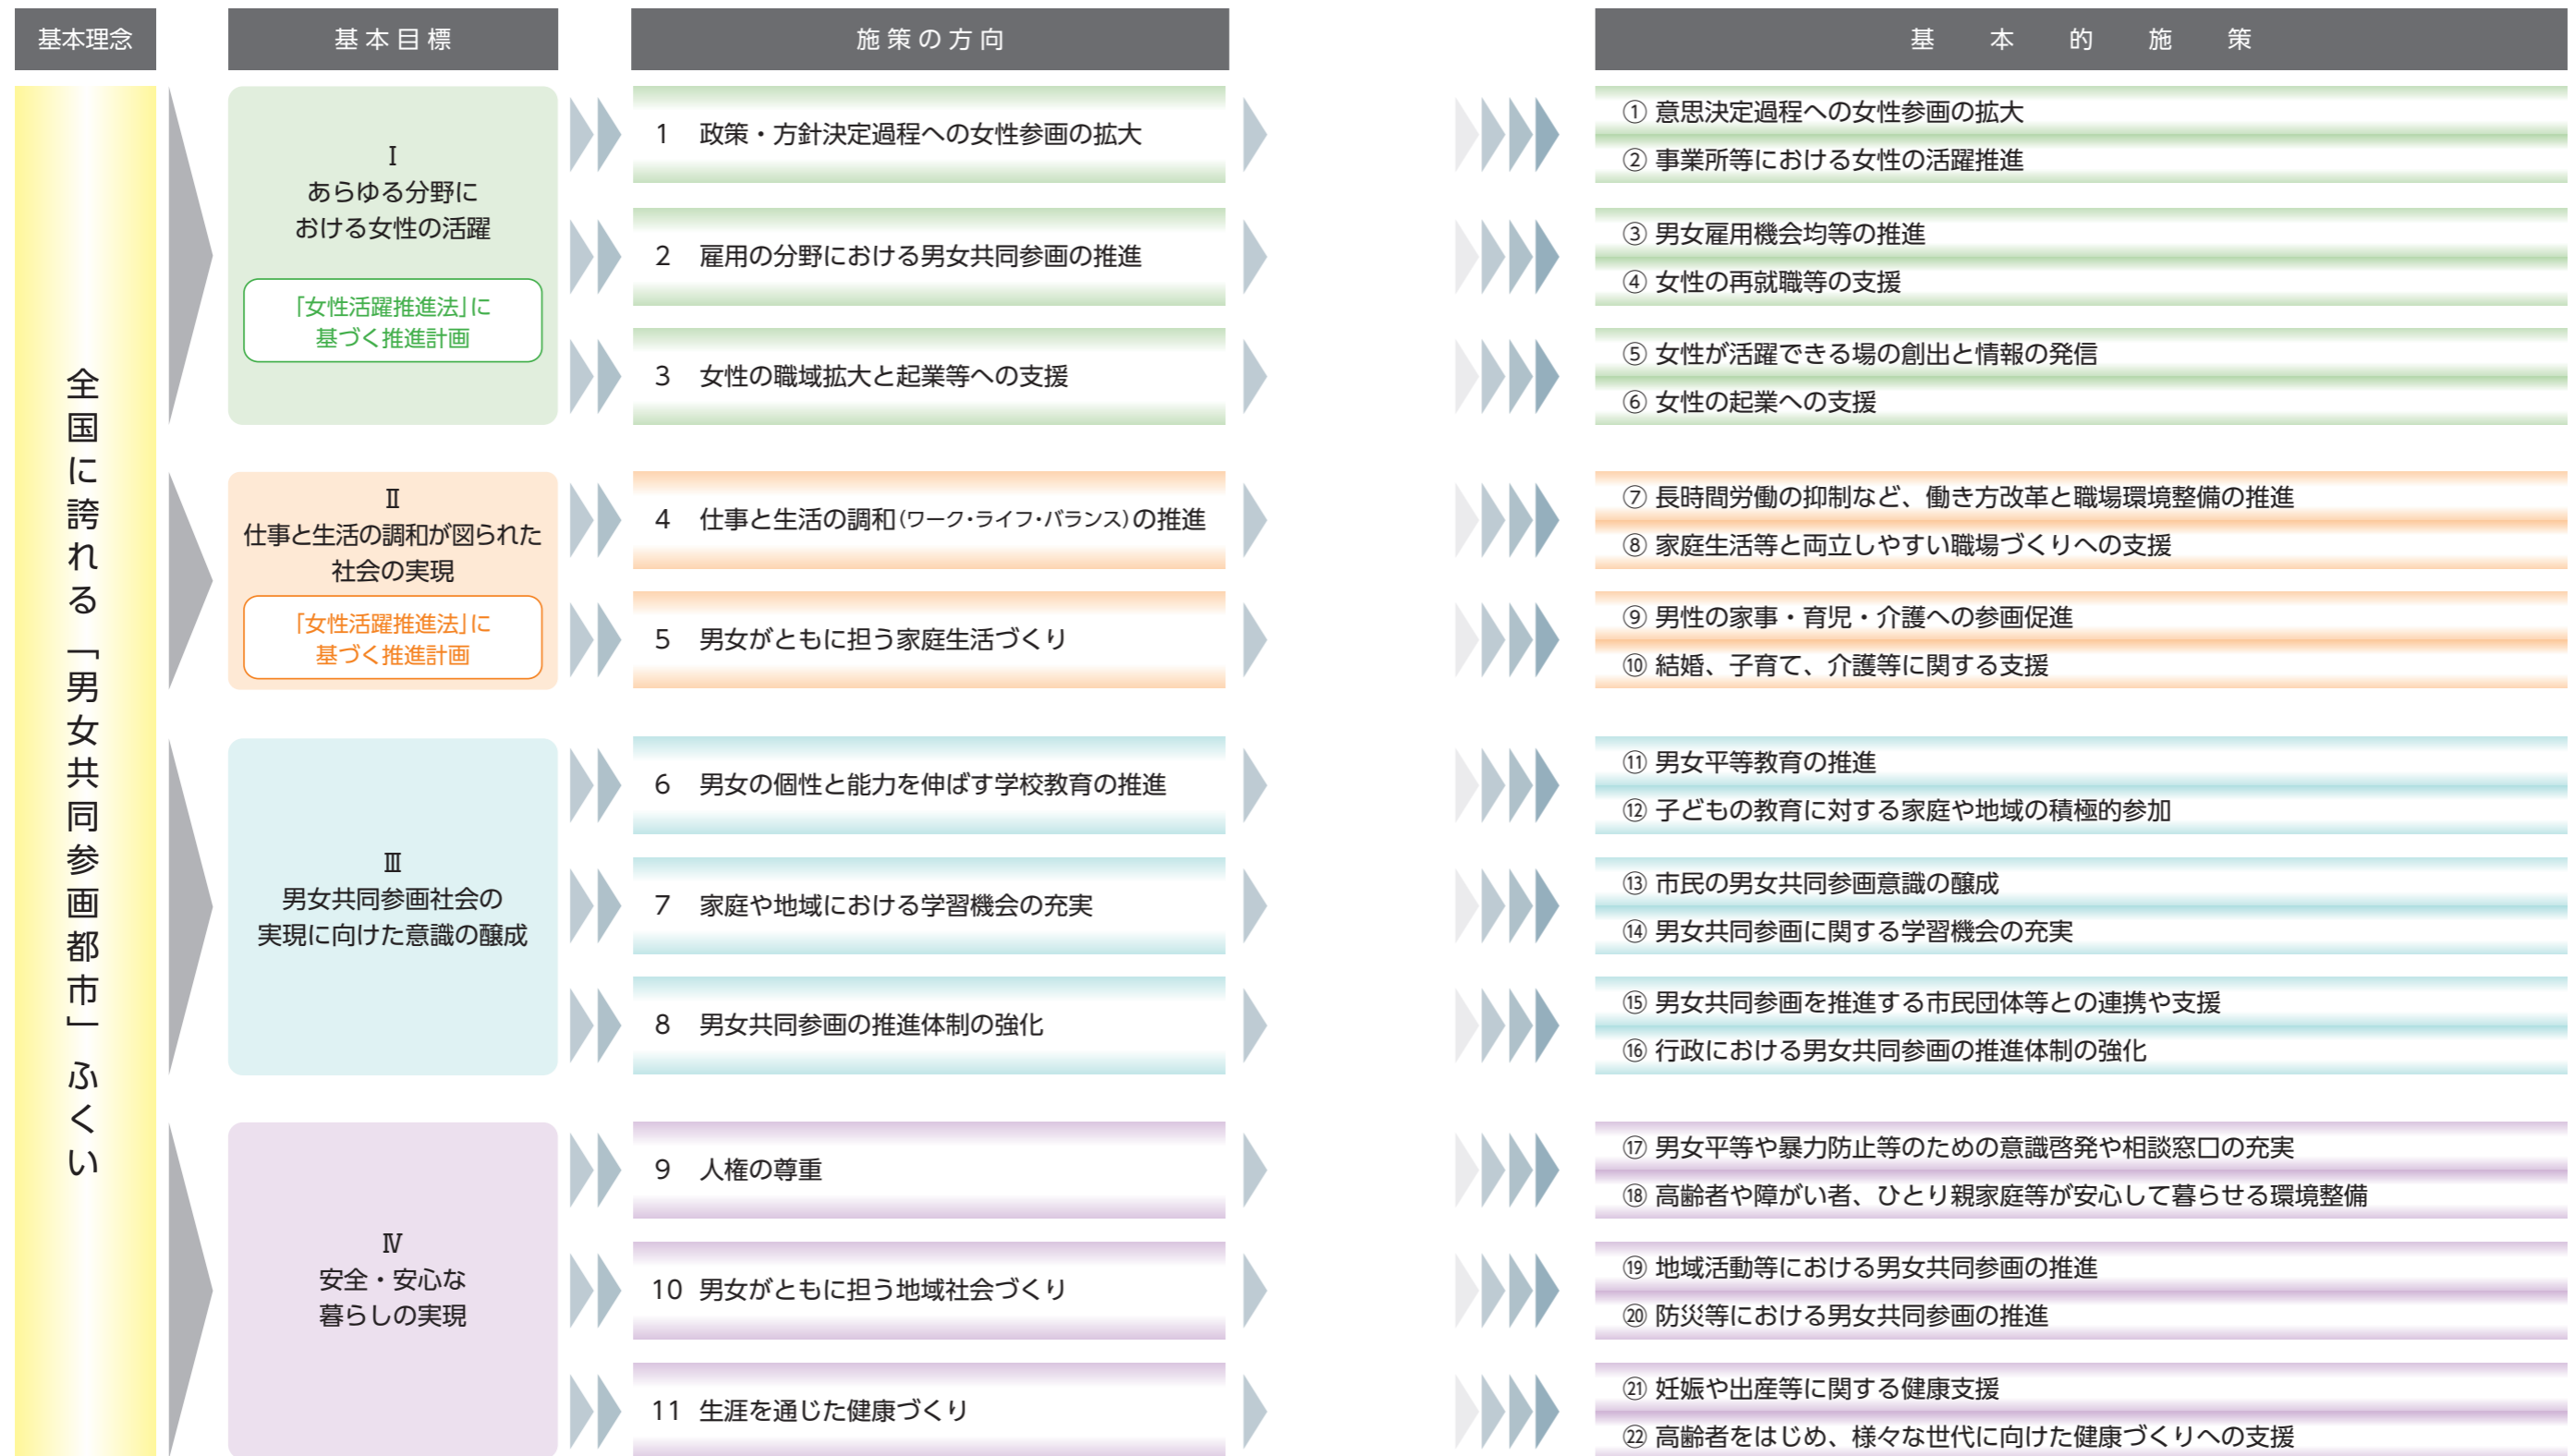 基本理念
基本目標
施策の方向
基本的施策
全国に誇れる「男女共同参画都市」ふくい
Ⅰ
あらゆる分野に
おける女性の活躍
「女性活躍推進法」に
基づく推進計画
1 政策・方針決定過程への女性参画の拡大
① 意思決定過程への女性参画の拡大
② 事業所等における女性の活躍推進
2 雇用の分野における男女共同参画の推進
③ 男女雇用機会均等の推進
④ 女性の再就職等の支援
3 女性の職域拡大と起業等への支援
⑤ 女性が活躍できる場の創出と情報の発信
⑥ 女性の起業への支援
Ⅱ
仕事と生活の調和が図られた
社会の実現
「女性活躍推進法」に
基づく推進計画
4 仕事と生活の調和(ワーク・ライフ・バランス)の推進
⑦ 長時間労働の抑制など、働き方改革と職場環境整備の推進
⑧ 家庭生活等と両立しやすい職場づくりへの支援
5 男女がともに担う家庭生活づくり
⑨ 男性の家事・育児・介護への参画促進
⑩ 結婚、子育て、介護等に関する支援
Ⅲ
男女共同参画社会の
実現に向けた意識の醸成
6 男女の個性と能力を伸ばす学校教育の推進
⑪ 男女平等教育の推進
⑫ 子どもの教育に対する家庭や地域の積極的参加
7 家庭や地域における学習機会の充実
⑬ 市民の男女共同参画意識の醸成
⑭ 男女共同参画に関する学習機会の充実
8 男女共同参画の推進体制の強化
⑮ 男女共同参画を推進する市民団体等との連携や支援
⑯ 行政における男女共同参画の推進体制の強化
Ⅳ
安全・安心な
暮らしの実現
9 人権の尊重
⑰ 男女平等や暴力防止等のための意識啓発や相談窓口の充実
⑱ 高齢者や障がい者、ひとり親家庭等が安心して暮らせる環境整備
10 男女がともに担う地域社会づくり
⑲ 地域活動等における男女共同参画の推進
⑳ 防災等における男女共同参画の推進
11 生涯を通じた健康づくり
㉑ 妊娠や出産等に関する健康支援
㉒ 高齢者をはじめ、様々な世代に向けた健康づくりへの支援